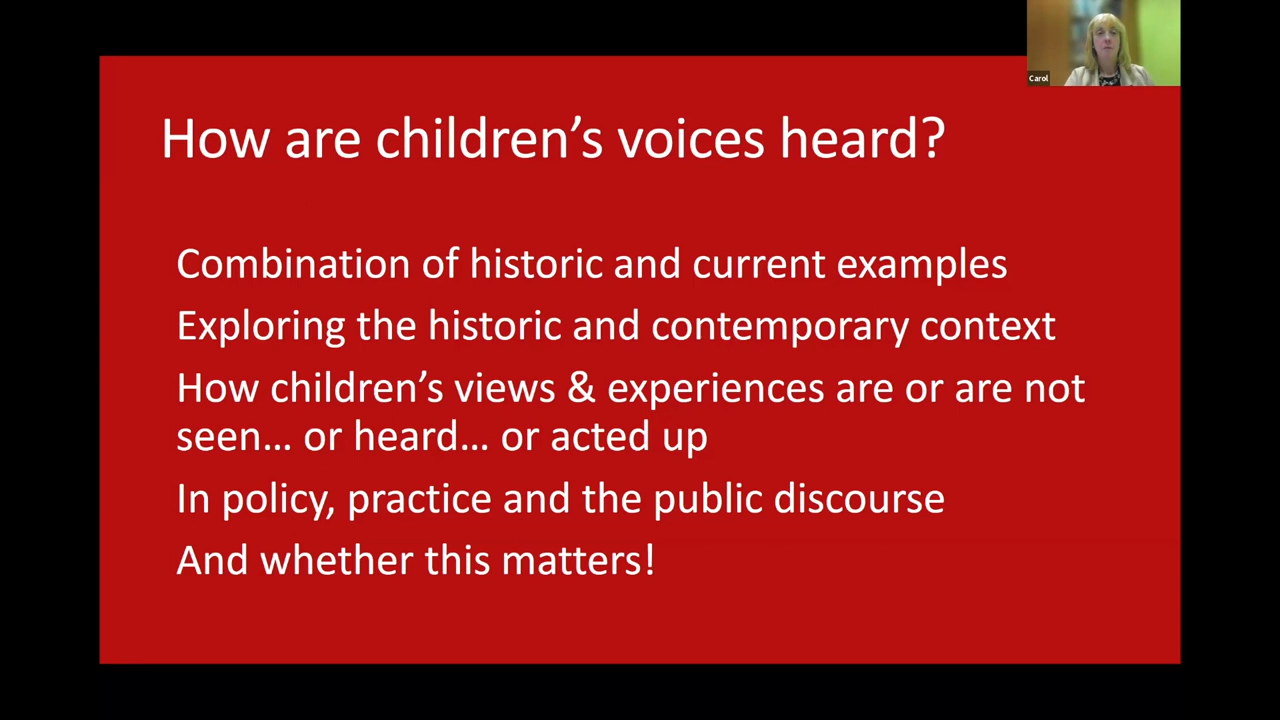 Carol
How are children’s voices heard?
Combination of historic and current examples
Exploring the historic and contemporary context
How children’s views & experiences are or are not
seen… or heard… or acted up
In policy, practice and the public discourse
And whether this matters!